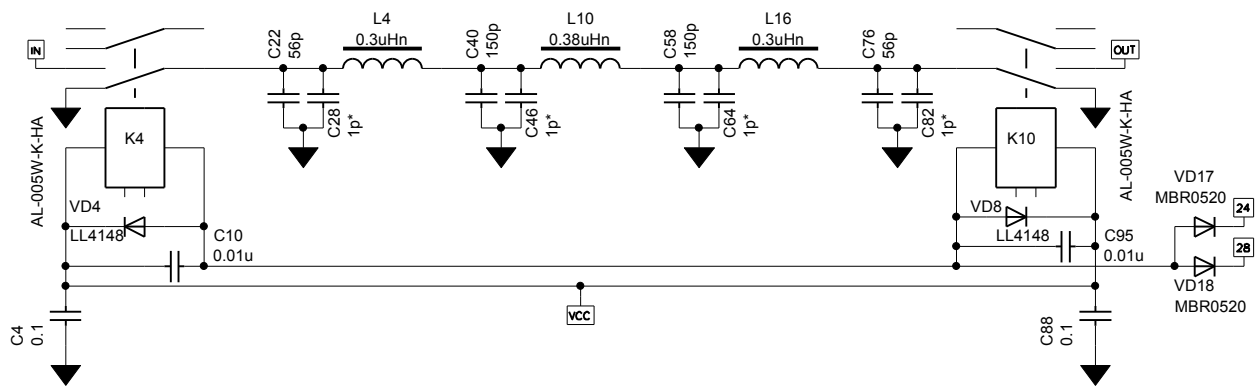 L4
0.3uHn
L10
0.38uHn
L16
0.3uHn
C22
56p
C40
150p
C58
150p
C76
56p
IN
OUT
C28
1p*
C46
1p*
C64
1p*
C82
1p*
AL-005W-K-HA
K4
K10
AL-005W-K-HA
VD4
LL4148
C10
0.01u
VD8
LL4148
C95
0.01u
VD17
MBR0520
24
28
VD18
MBR0520
VCC
C4
0.1
C88
0.1